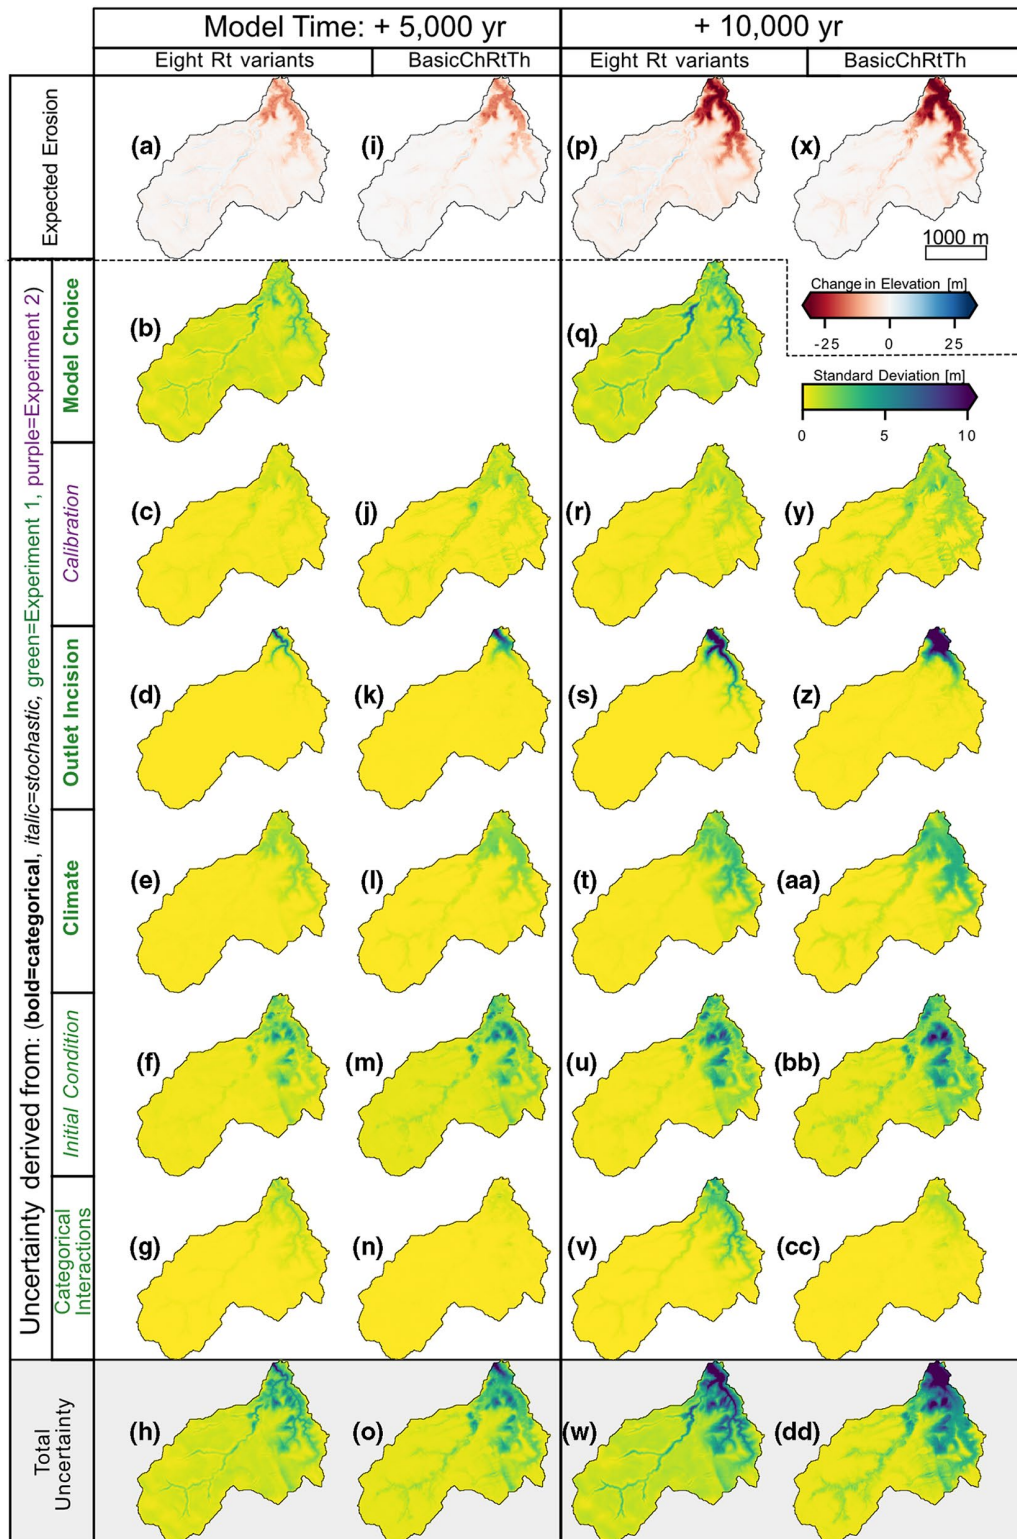 Model Time: + 5,000 yr
+ 10,000 yr
Eight Rt variants
BasicChRtTh
Eight Rt variants
BasicChRtTh
Expected Erosion
(a)
(i)
(p)
(x)
1000 m
Uncertainty derived from: (bold=categorical, italic=stochastic, green=Experiment 1, purple=Experiment 2)
Model Choice
(b)
(q)
Change in Elevation [m]
-25 0 25
Standard Deviation [m]
0 5 10
Calibration
(c)
(j)
(r)
(y)
Outlet Incision
(d)
(k)
(s)
(z)
Climate
(e)
(l)
(t)
(aa)
Initial Condition
(f)
(m)
(u)
(bb)
Categorical
Interactions
(g)
(n)
(v)
(cc)
Total
Uncertainty
(h)
(o)
(w)
(dd)